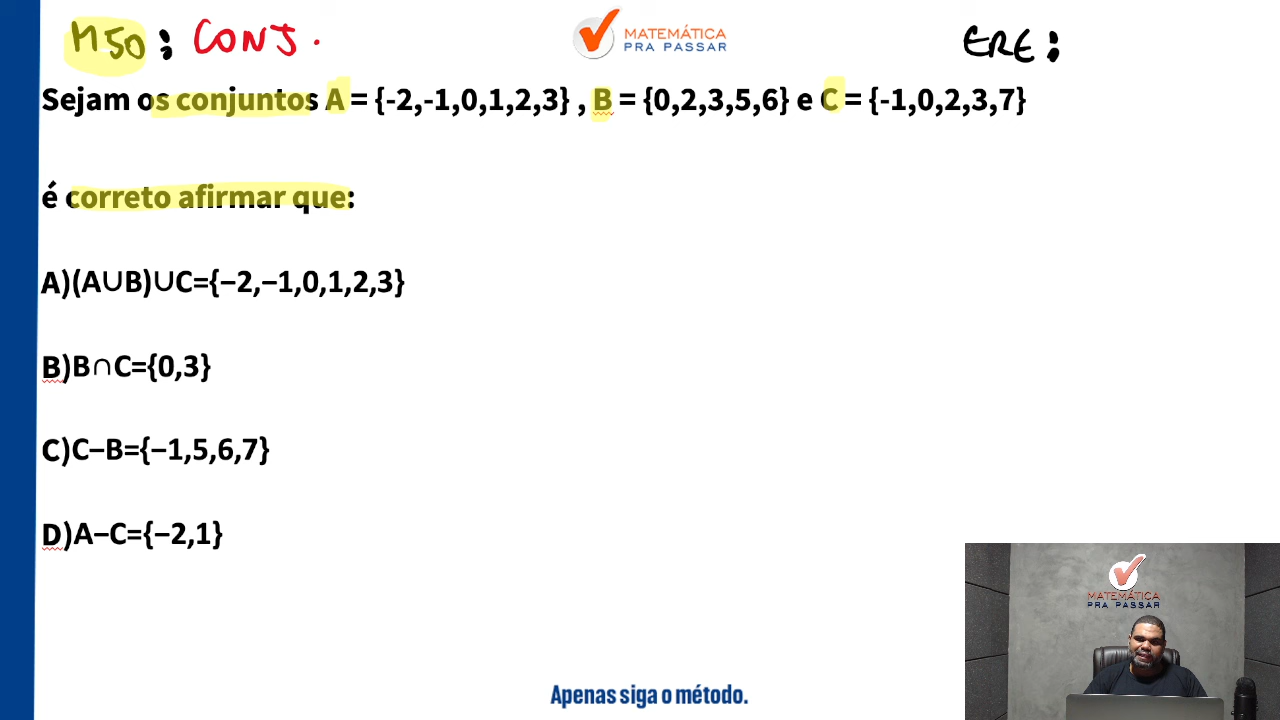 M50: CONJ.
MATEMÁTICA
PRA PASSAR
ERE:
Sejam os conjuntos A = {-2,-1,0,1,2,3} , B = {0,2,3,5,6} e C = {-1,0,2,3,7}
é correto afirmar que:
A)(A∪B)∪C={−2,−1,0,1,2,3}
B)B∩C={0,3}
C)C−B={−1,5,6,7}
D)A−C={−2,1}
MATEMÁTICA
PRA PASSAR
Apenas siga o método.